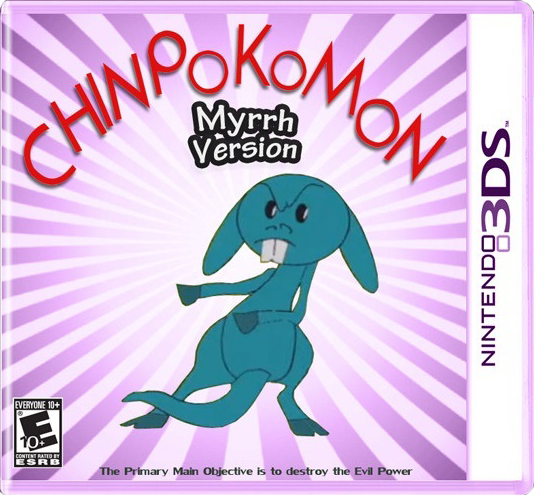 CHINPOKOMON
Myrrh
Version
NINTENDO 3DS™
EVERYONE 10+
E
10+
CONTENT RATED BY
ESRB
The Primary Main Objective is to destroy the Evil Power